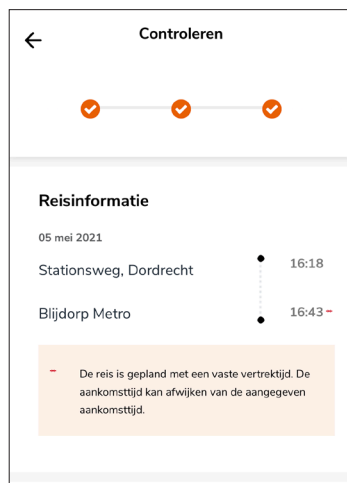 Controleren
Reisinformatie
05 mei 2021
Stationsweg, Dordrecht
16:18
Blijdorp Metro
16:43 -
- De reis is gepland met een vaste vertrektijd. De
aankomsttijd kan afwijken van de aangegeven
aankomsttijd.